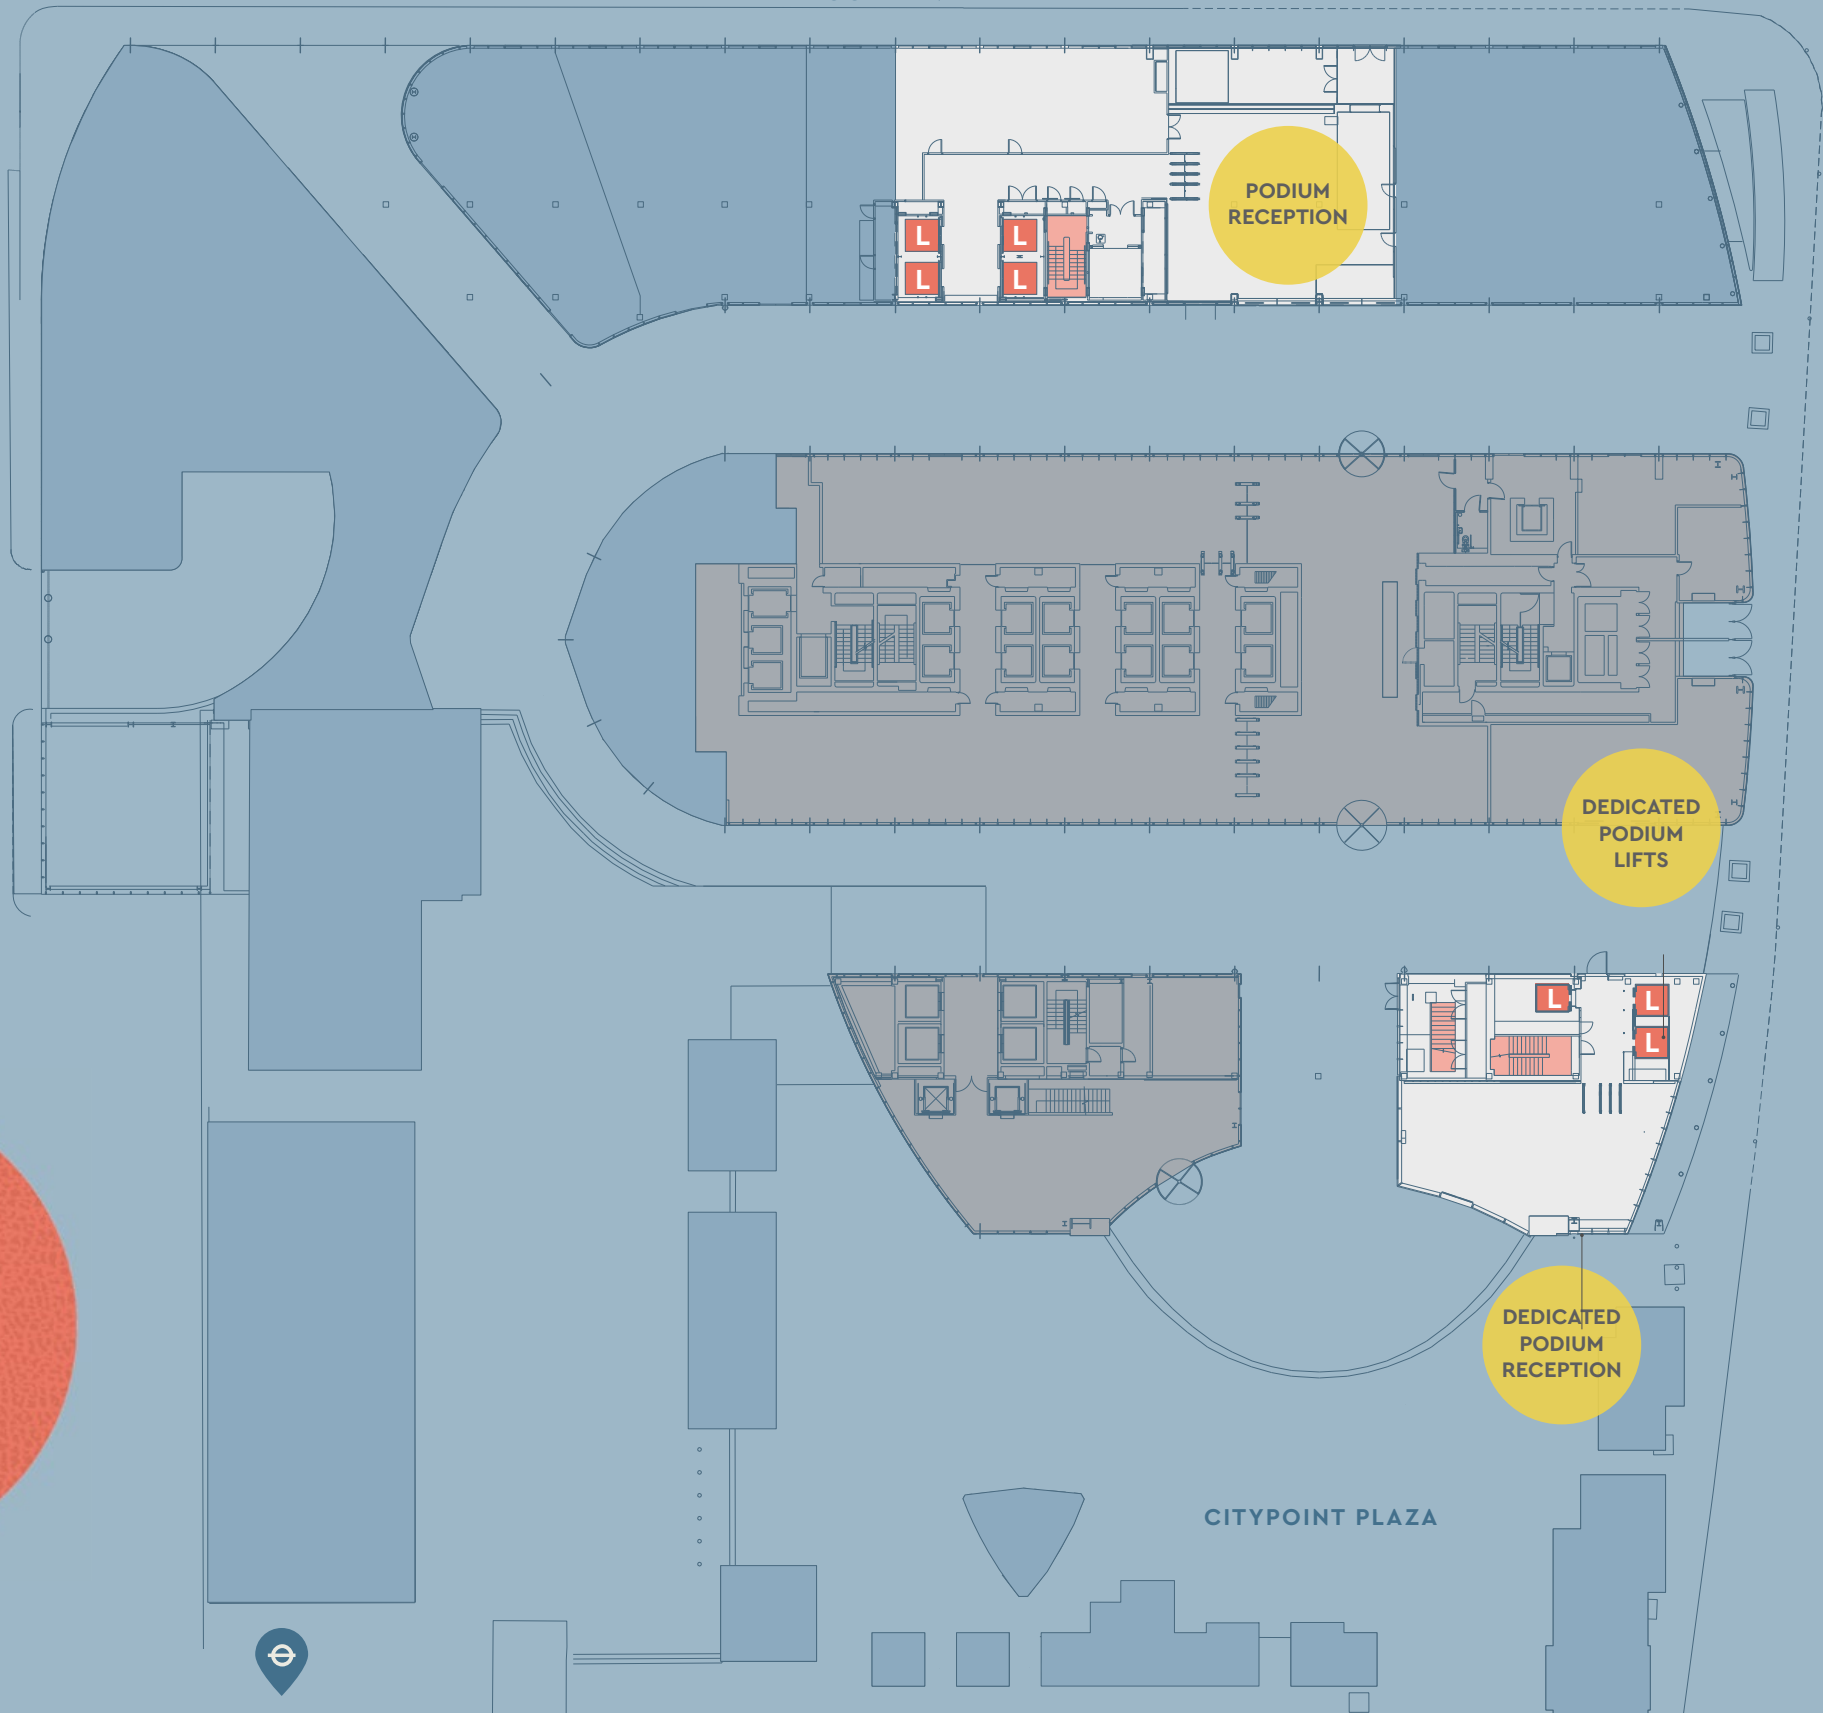 PODIUM
RECEPTION
L L
L L
DEDICATED
PODIUM
LIFTS
L L
L
DEDICATED
PODIUM
RECEPTION
CITYPOINT PLAZA